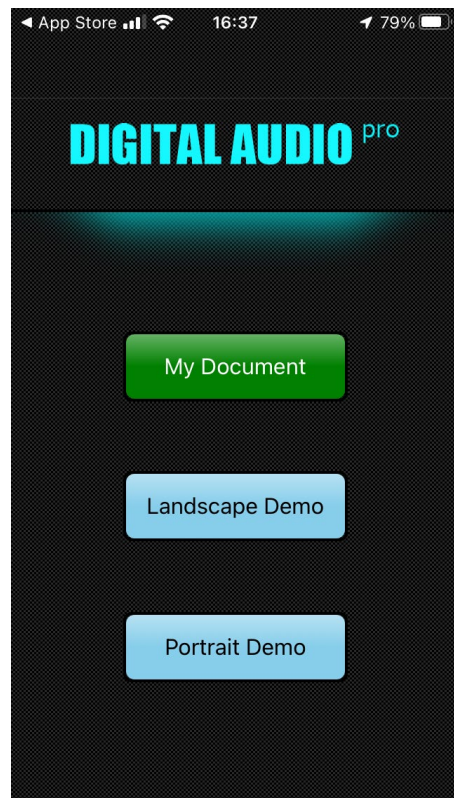 App Store 16:37 79%
DIGITAL AUDIO pro
My Document
Landscape Demo
Portrait Demo